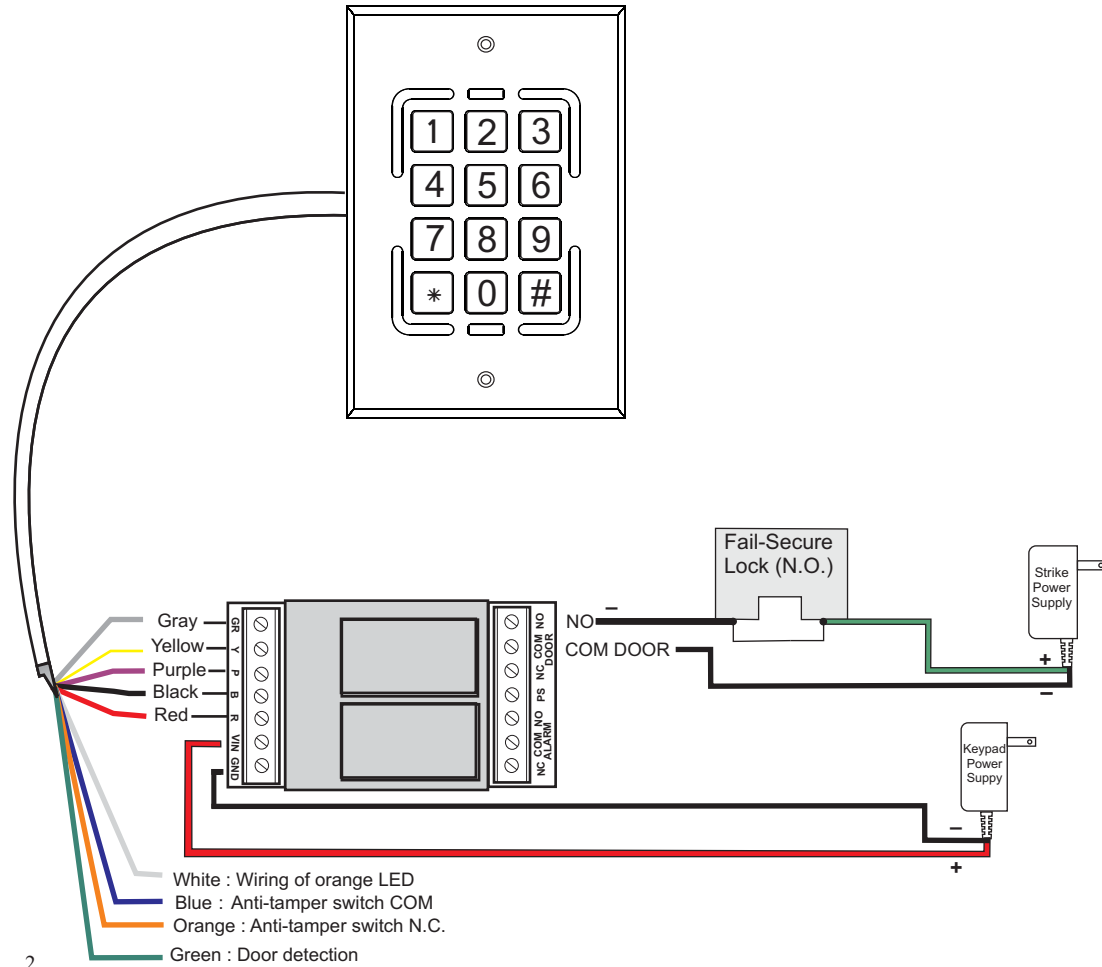 1 2 3
4 5 6
7 8 9
* 0 #
Fail-Secure
Lock (N.O.)
Strike
Power
Supply
+
–
Gray
Yellow
Purple
Black
Red
GR
Y
P
B
R
VIN
GND
NO
COM
DOOR
NC
PS
NO
COM
ALARM
NC
NO
–
COM DOOR
Keypad
Power
Suppy
–
+
White : Wiring of orange LED
Blue : Anti-tamper switch COM
Orange : Anti-tamper switch N.C.
Green : Door detection
2